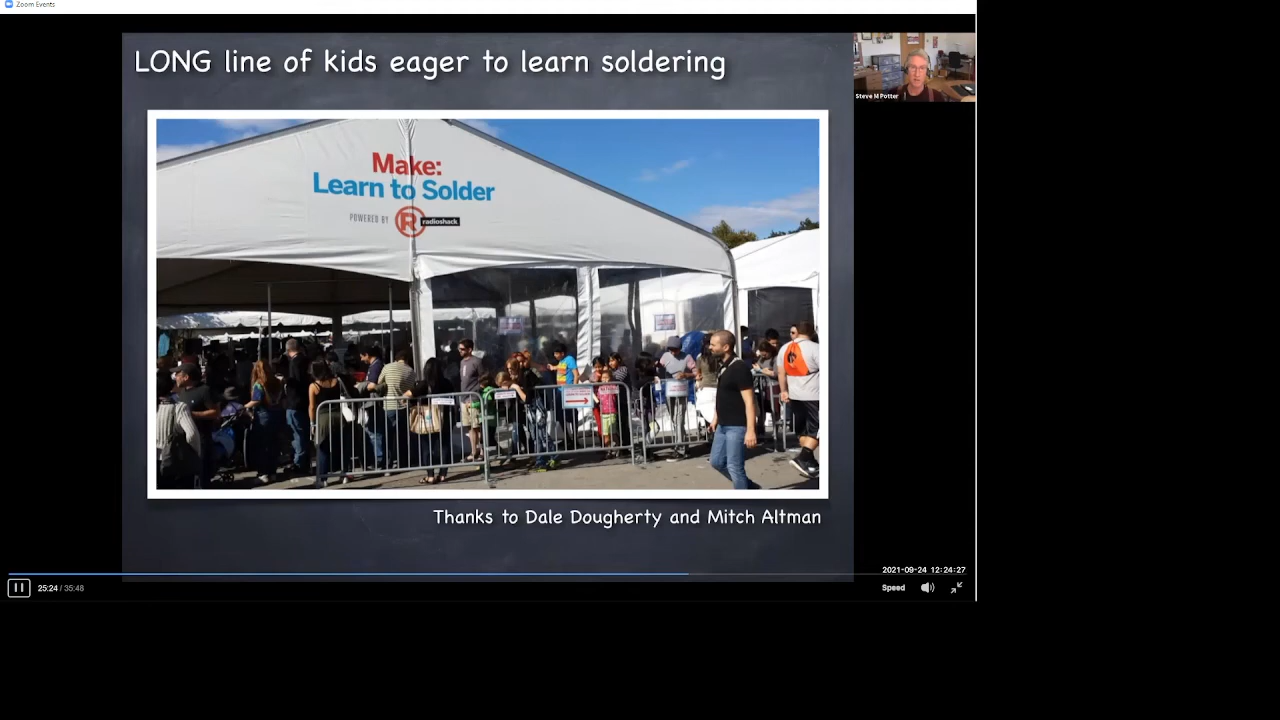 Zoom Events
LONG line of kids eager to learn soldering
Steve M Potter
Make:
Learn to Solder
POWERED BY R radioshack
Thanks to Dale Dougherty and Mitch Altman
2021-09-24 12:24:27
25:24 / 35:48
Speed